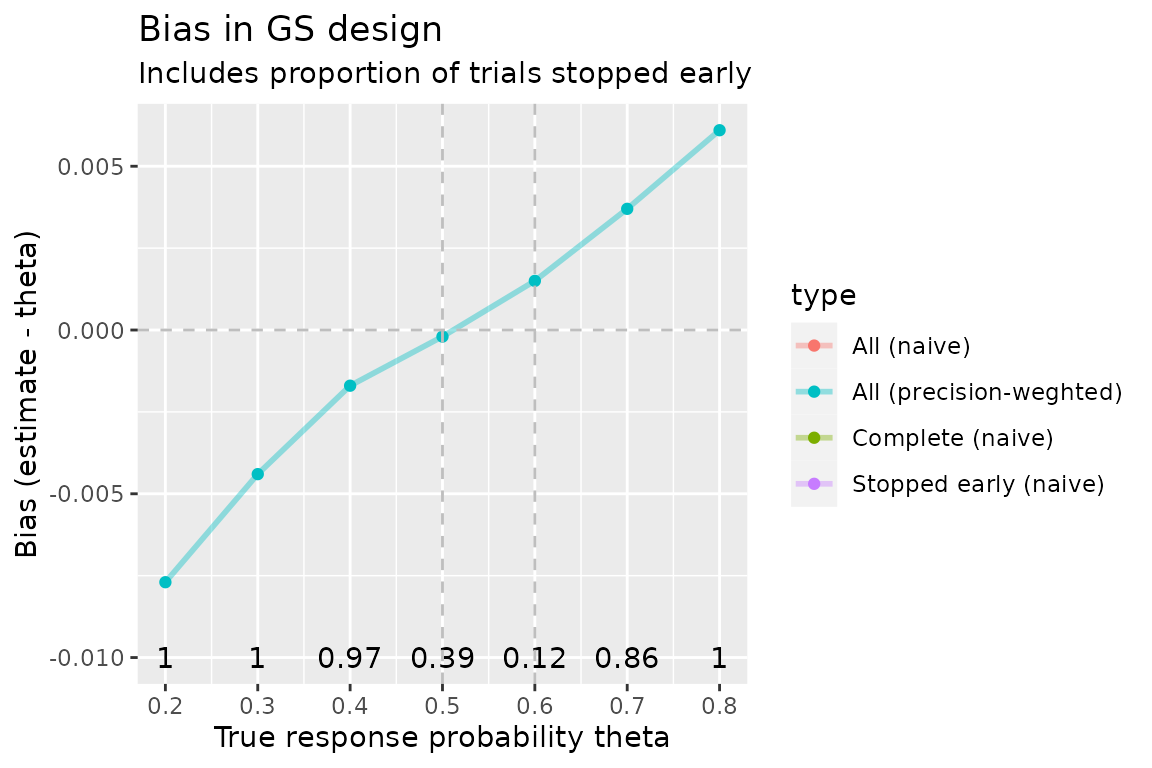 Bias in GS design
Includes proportion of trials stopped early
Bias (estimate - theta)
0.005
0.000
-0.005
-0.010
1 1 0.97 0.39 0.12 0.86 1
0.2 0.3 0.4 0.5 0.6 0.7 0.8
True response probability theta
type
All (naive)
All (precision-weghted)
Complete (naive)
Stopped early (naive)